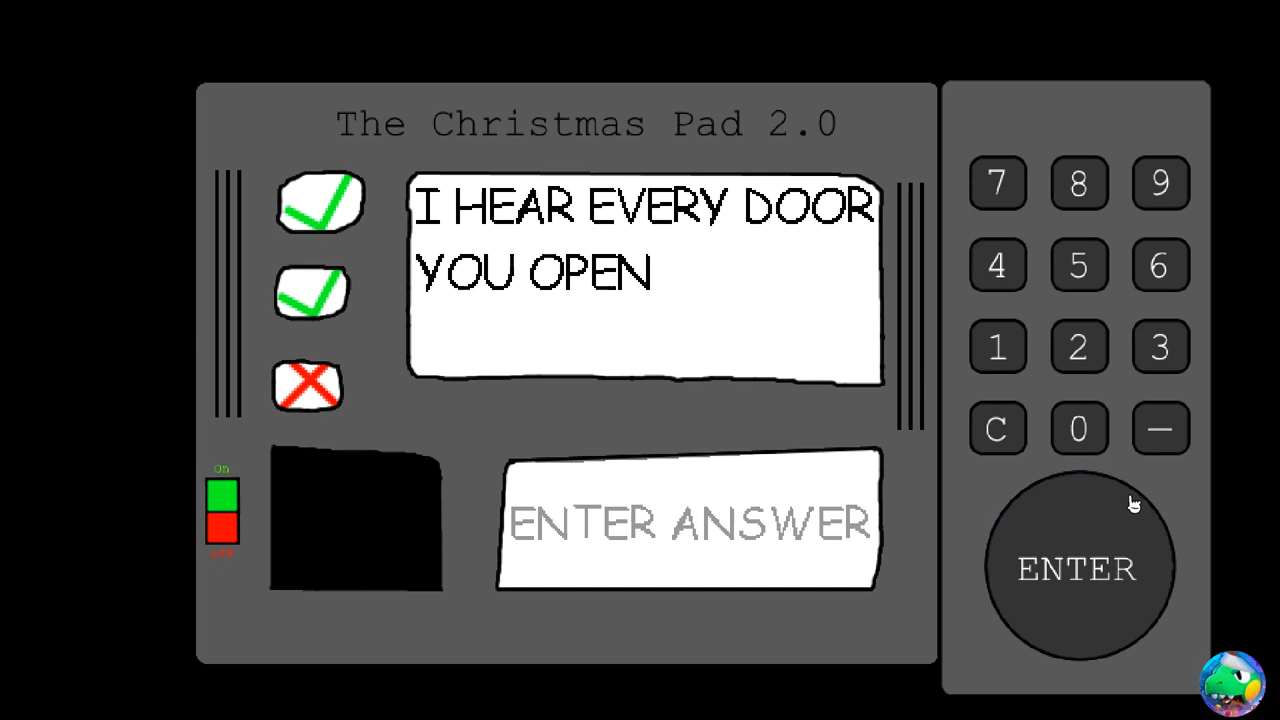 The Christmas Pad 2.0
I HEAR EVERY DOOR
YOU OPEN
7 8 9
4 5 6
1 2 3
C 0 —
On
off
ENTER ANSWER
ENTER